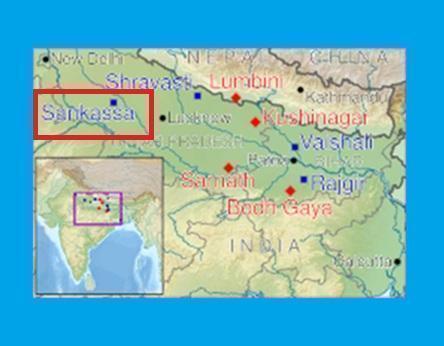 New Delhi
NEPAL
CHINA
Shravasti
Lumbini
Kathmandu
Sankassa
Lucknow
Kushinagar
UTTAR PRADESH
Vaishali
Patna
BIHAR
Sarnath
Rajgir
Bodh Gaya
INDIA
Calcutta